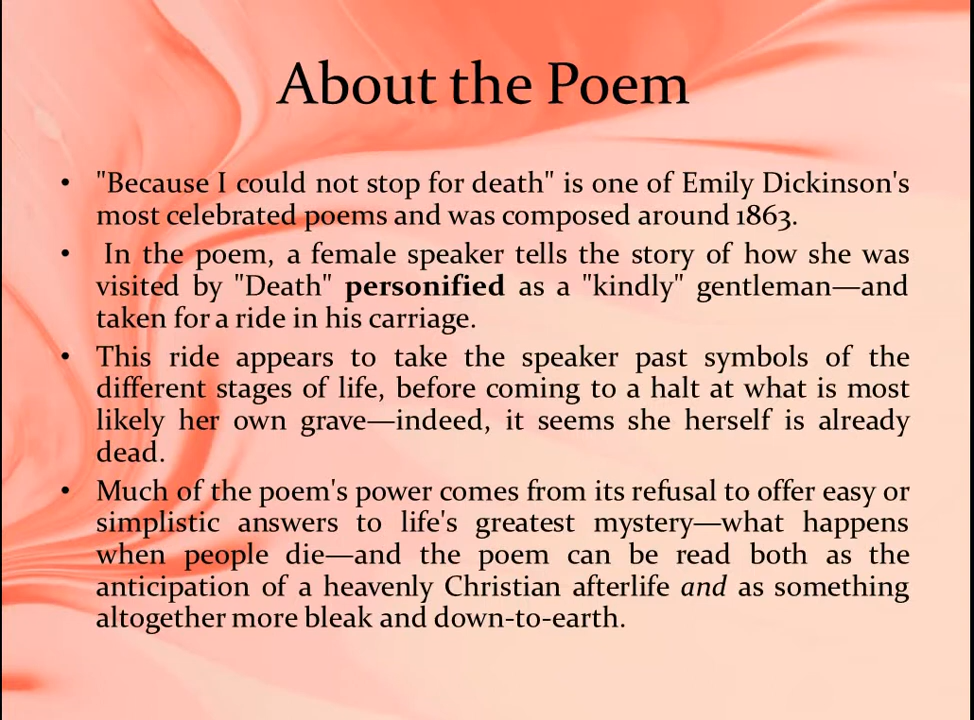 About the Poem
• "Because I could not stop for death" is one of Emily Dickinson's
most celebrated poems and was composed around 1863.
• In the poem, a female speaker tells the story of how she was
visited by "Death" personified as a "kindly" gentleman—and
taken for a ride in his carriage.
• This ride appears to take the speaker past symbols of the
different stages of life, before coming to a halt at what is most
likely her own grave—indeed, it seems she herself is already
dead.
• Much of the poem's power comes from its refusal to offer easy or
simplistic answers to life's greatest mystery—what happens
when people die—and the poem can be read both as the
anticipation of a heavenly Christian afterlife and as something
altogether more bleak and down-to-earth.